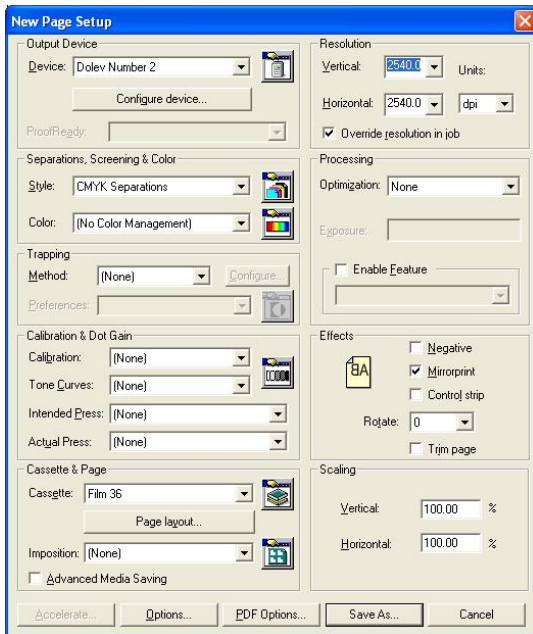 New Page Setup
Output Device
Device: Dolev Number 2
Configure device...
ProofReady:
Separations, Screening & Color
Style: CMYK Separations
Color: (No Color Management)
Trapping
Method: (None) Configure...
Preferences:
Calibration & Dot Gain
Calibration: (None)
Tone Curves: (None)
Intended Press: (None)
Actual Press: (None)
Cassette & Page
Cassette: Film 36
Page layout...
Imposition: (None)
Advanced Media Saving
Resolution
Vertical: 2540.0 Units:
Horizontal: 2540.0 dpi
Override resolution in job
Processing
Optimization: None
Exposure:
Enable Feature
Effects
AB
Negative
Mirrorprint
Control strip
Rotate: 0
Trim page
Scaling
Vertical: 100.00 %
Horizontal: 100.00 %
Accelerate... Options... PDF Options... Save As... Cancel